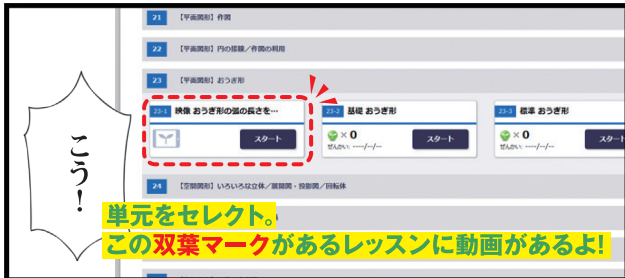 21 【平面図形】作図
22 【平面図形】円の接線／作図の利用
23 【平面図形】おうぎ形
23-1 映像 おうぎ形の弧の長さを…
スタート
23-2 基礎 おうぎ形
× 0
ぜんかい: ----/--/--
スタート
23-3 標準 おうぎ形
× 0
ぜんかい: ----/--/--
スタート
24 【空間図形】いろいろな立体／展開図・投影図／回転体
こう!
単元をセレクト。
この双葉マークがあるレッスンに動画があるよ!